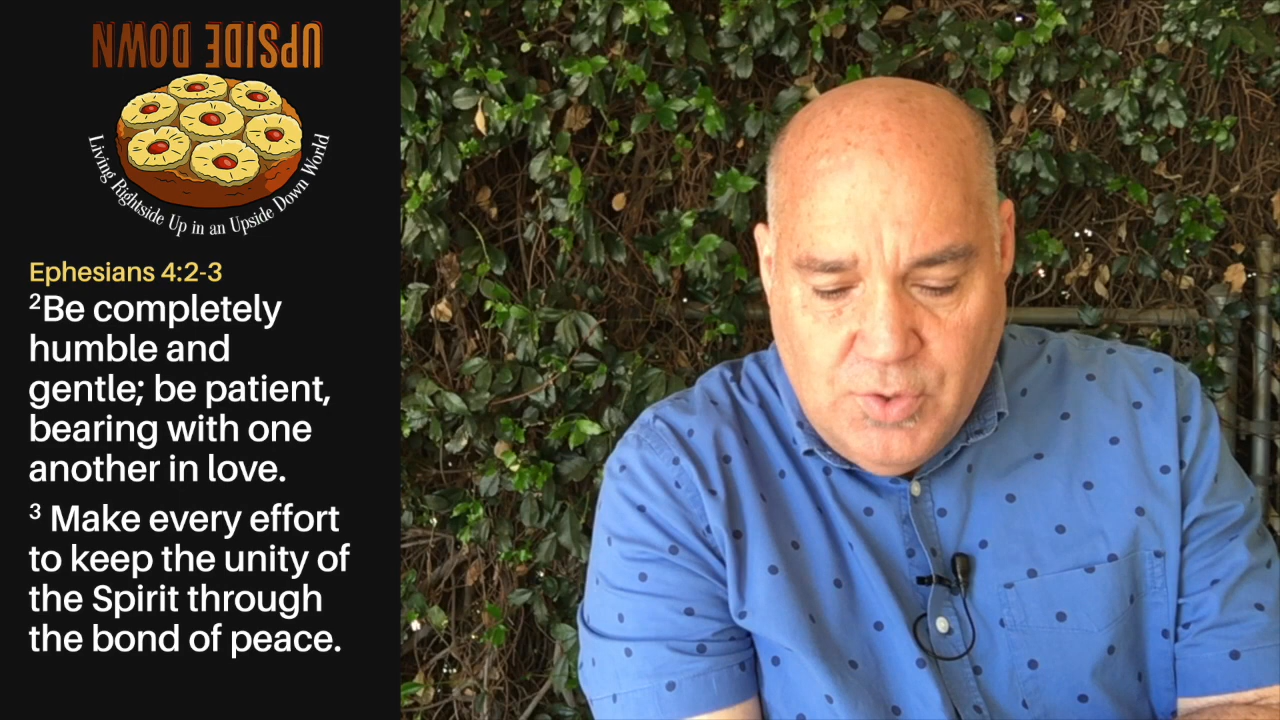 UPSIDE DOWN
Living Rightside Up in an Upside Down World
Ephesians 4:2-3
²Be completely
humble and
gentle; be patient,
bearing with one
another in love.
³ Make every effort
to keep the unity of
the Spirit through
the bond of peace.